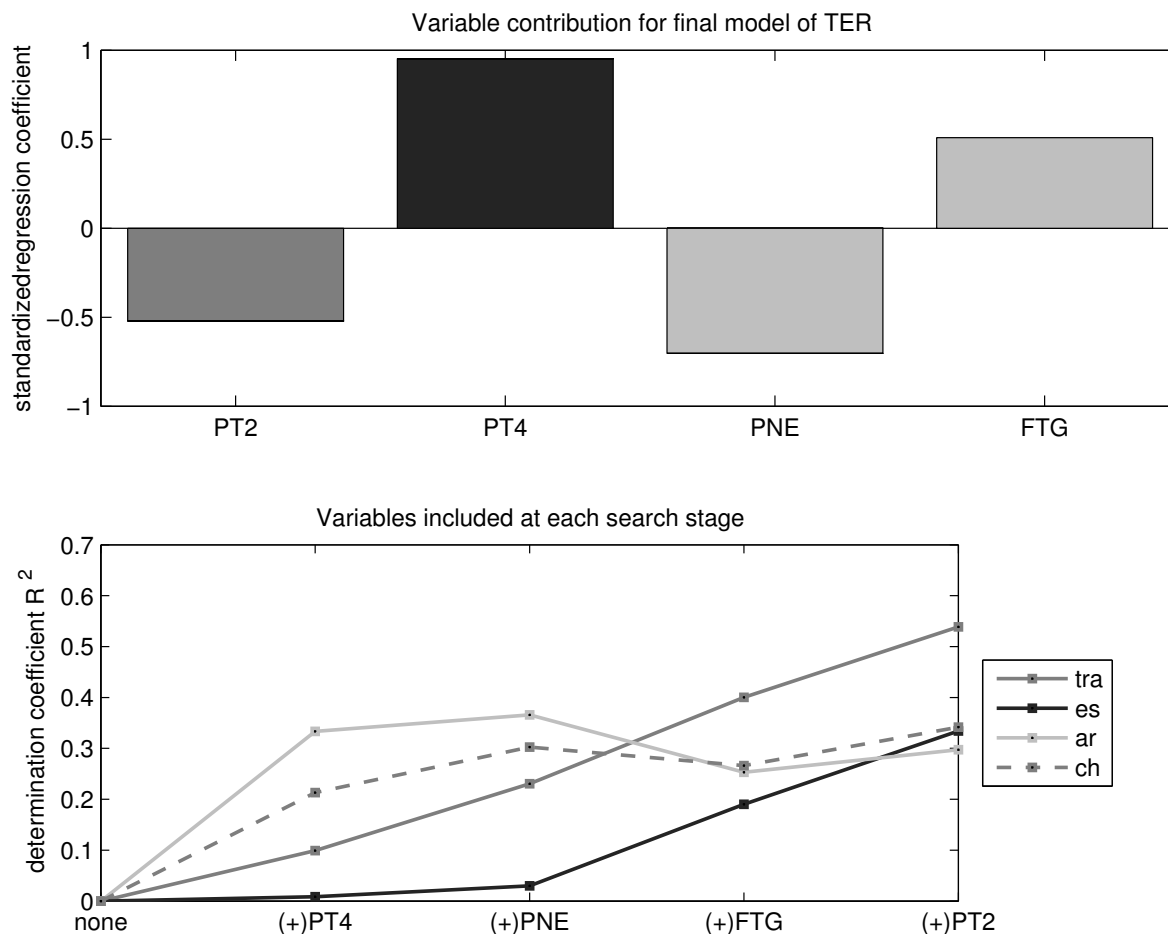 Variable contribution for final model of TER
standardizedregression coefficient
1
0.5
0
−0.5
−1
PT2 PT4 PNE FTG
Variables included at each search stage
determination coefficient R 2
0.7
0.6
0.5
0.4
0.3
0.2
0.1
0
none (+)PT4 (+)PNE (+)FTG (+)PT2
tra
es
ar
ch